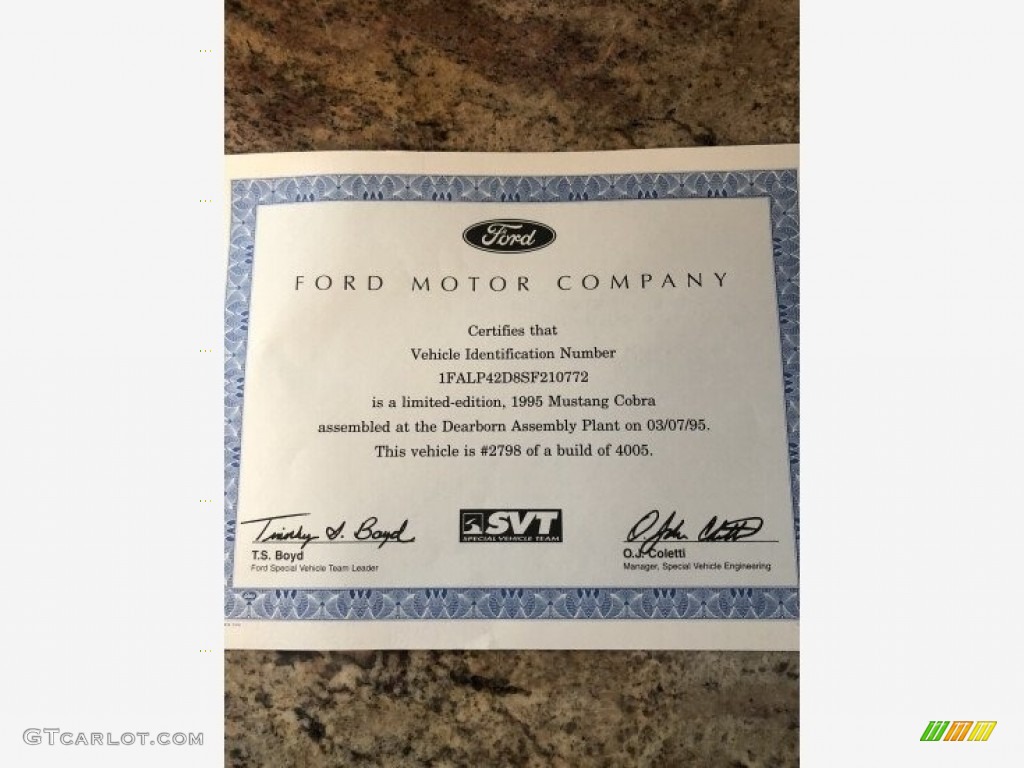 Ford
FORD MOTOR COMPANY
Certifies that
Vehicle Identification Number
1FALP42D8SF210772
is a limited-edition, 1995 Mustang Cobra
assembled at the Dearborn Assembly Plant on 03/07/95.
This vehicle is #2798 of a build of 4005.
SVT
SPECIAL VEHICLE TEAM
T.S. Boyd
Ford Special Vehicle Team Leader
O.J. Coletti
Manager, Special Vehicle Engineering
GTCARLOT.COM